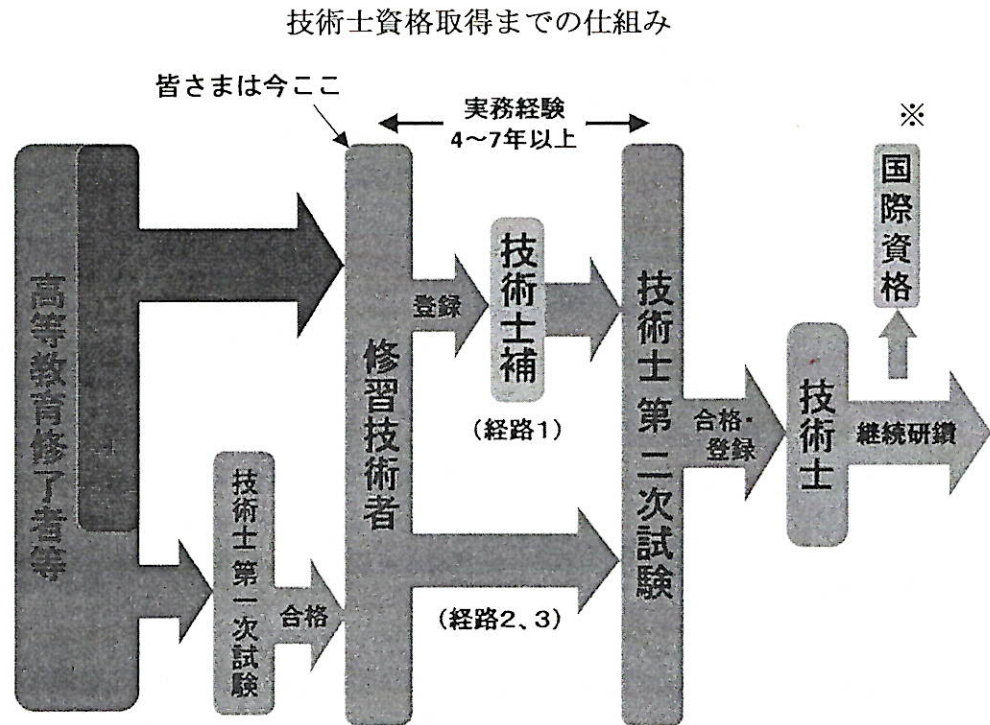 技術士資格取得までの仕組み
皆さまは今ここ
実務経験
4～7年以上
※
国際資格
高等教育修了者等
技術士第一次試験
合格
修習技術者
登録
技術士補
(経路1)
(経路2、3)
技術士第二次試験
合格・
登録
技術士
継続研鑽